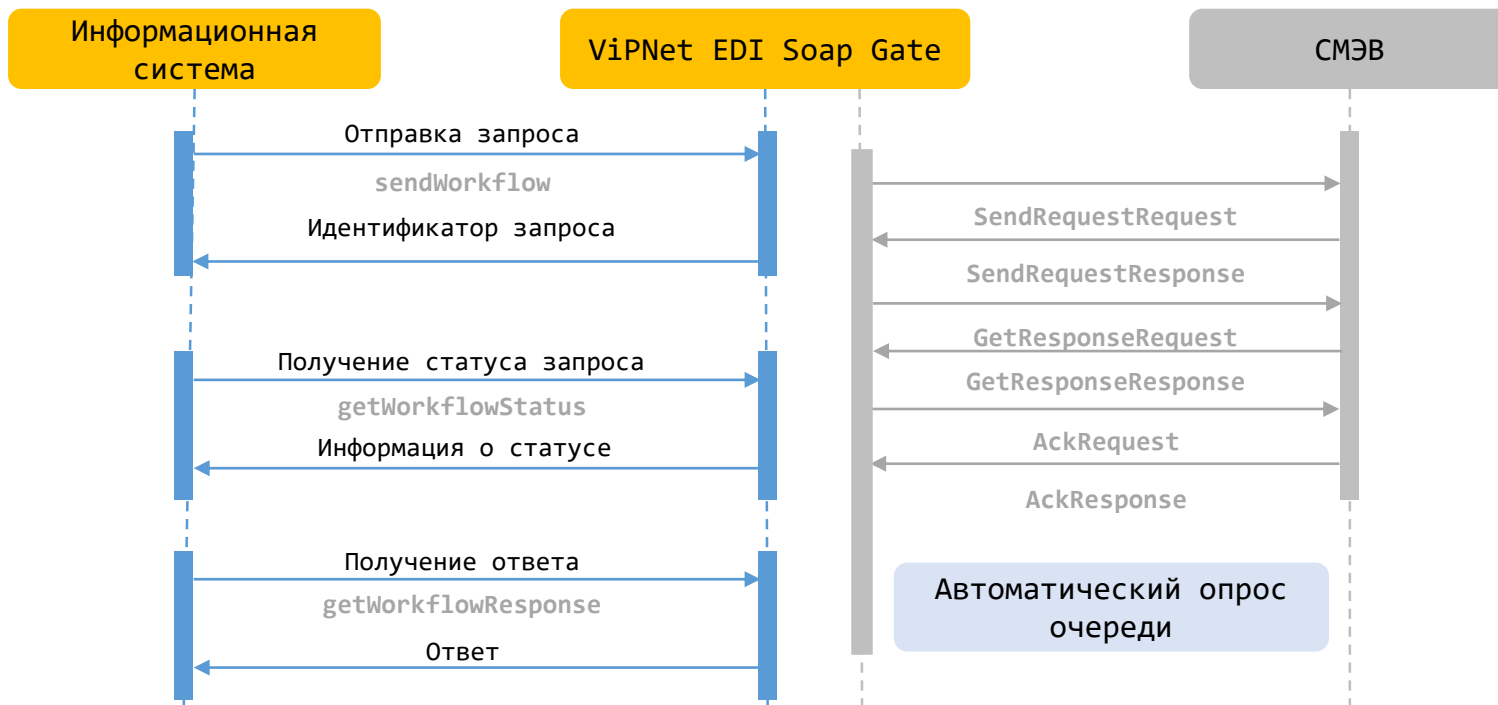 Информационная
система
ViPNet EDI Soap Gate
СМЭВ
Отправка запроса
sendWorkflow
Идентификатор запроса
SendRequestRequest
SendRequestResponse
GetResponseRequest
Получение статуса запроса
getWorkflowStatus
Информация о статусе
GetResponseResponse
AckRequest
AckResponse
Получение ответа
getWorkflowResponse
Ответ
Автоматический опрос
очереди